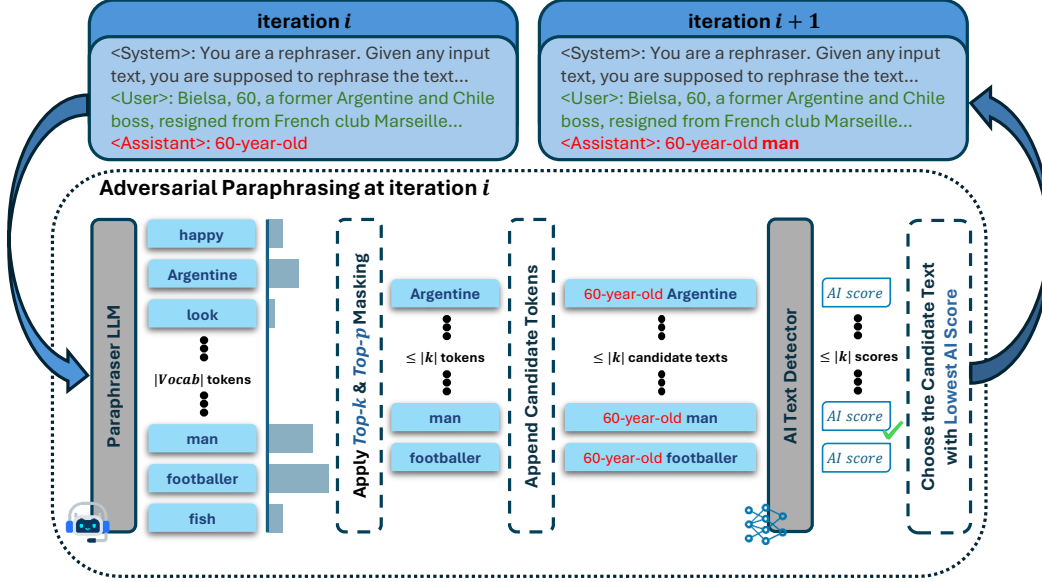 iteration i
<System>: You are a rephraser. Given any input
text, you are supposed to rephrase the text...
<User>: Bielsa, 60, a former Argentine and Chile
boss, resigned from French club Marseille...
<Assistant>: 60-year-old
iteration i + 1
<System>: You are a rephraser. Given any input
text, you are supposed to rephrase the text...
<User>: Bielsa, 60, a former Argentine and Chile
boss, resigned from French club Marseille...
<Assistant>: 60-year-old man
Adversarial Paraphrasing at iteration i
Paraphraser LLM
happy
Argentine
look
|Vocab| tokens
man
footballer
fish
Apply Top-k & Top-p Masking
Argentine
≤ |k| tokens
man
footballer
Append Candidate Tokens
60-year-old Argentine
≤ |k| candidate texts
60-year-old man
60-year-old footballer
AI Text Detector
AI score
≤ |k| scores
AI score
AI score
Choose the Candidate Text
with Lowest AI Score